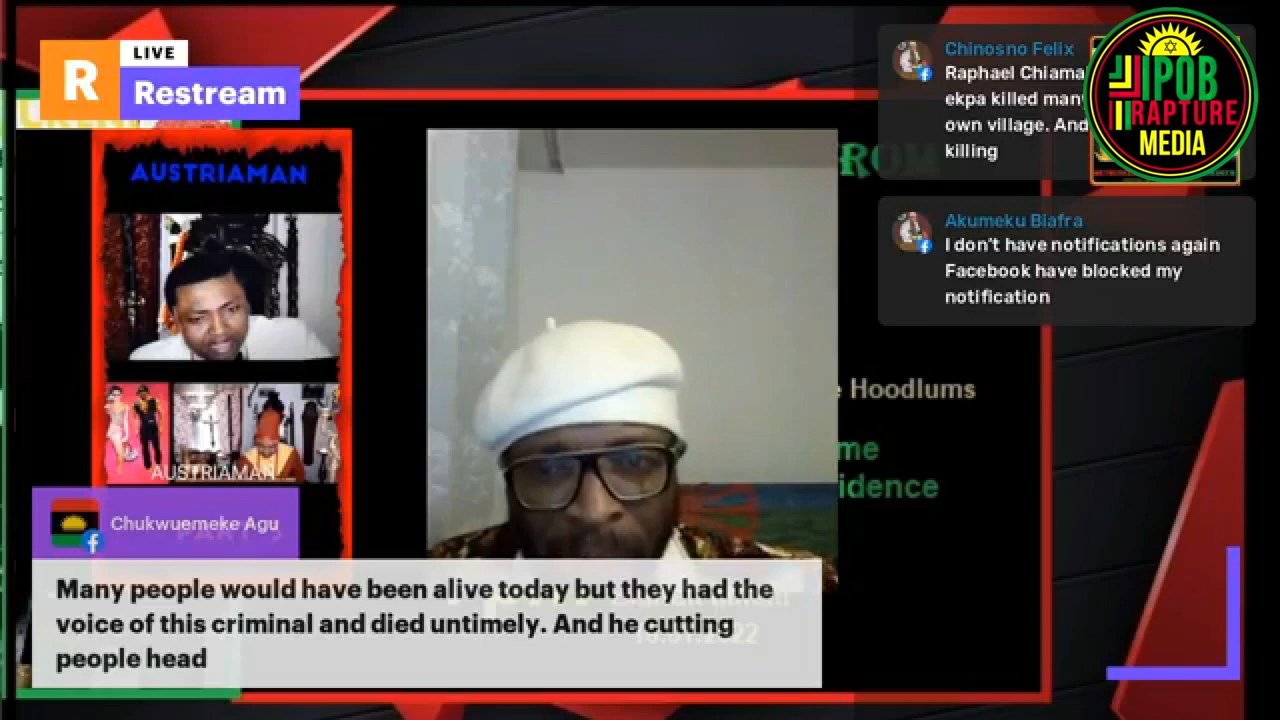 R
LIVE
Restream
AUSTRIAMAN
AUSTRIAMAN
Chukwuemeke Agu
Many people would have been alive today but they had the
voice of this criminal and died untimely. And he cutting
people head
ROM
Hoodlums
me
idence
Chinosno Felix
Raphael Chiama
ekpa killed many
own village. And
killing
IPOB
RAPTURE
MEDIA
Akumeku Biafra
I don't have notifications again
Facebook have blocked my
notification